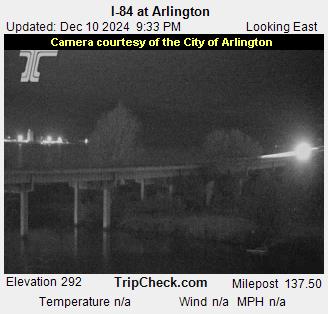 I-84 at Arlington
Updated: Dec 10 2024 9:33 PM Looking East
Camera courtesy of the City of Arlington
Elevation 292 TripCheck.com Milepost 137.50
Temperature n/a Wind n/a MPH n/a